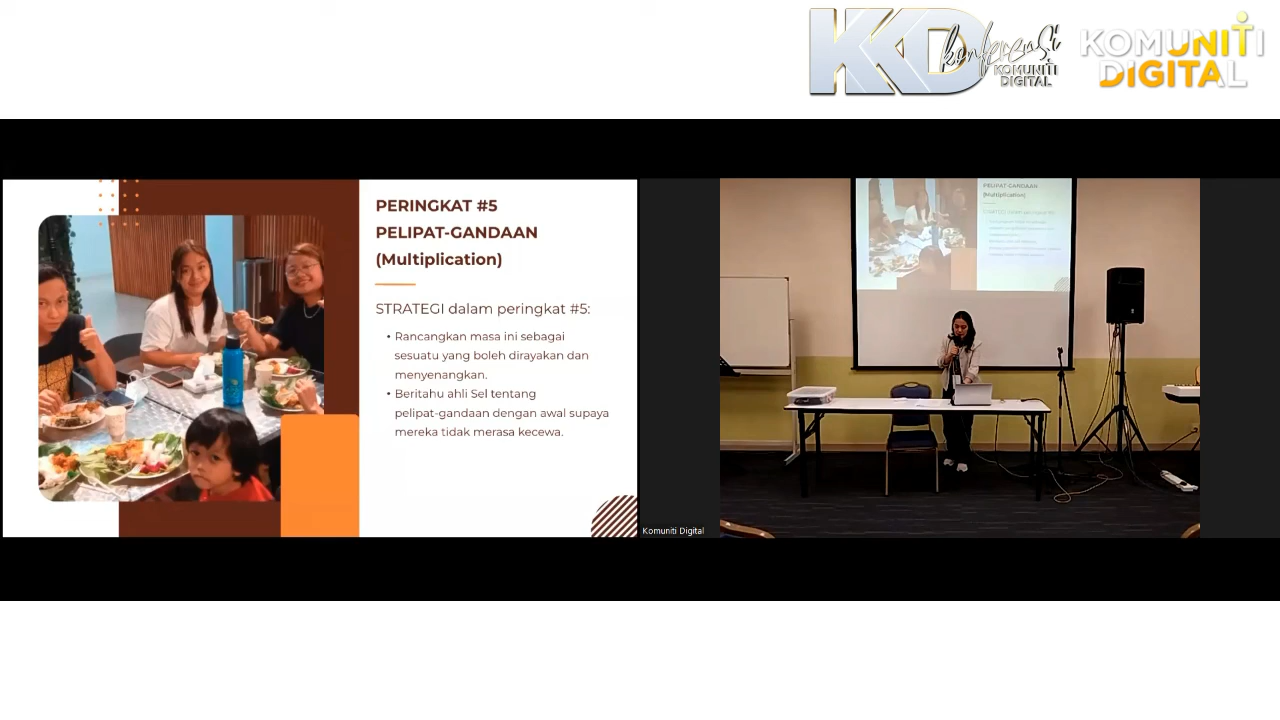 KD
konferensi
KOMUNITI
DIGITAL
KOMUNITI
DIGITAL
PERINGKAT #5
PELIPAT-GANDAAN
(Multiplication)
STRATEGI dalam peringkat #5:
• Rancangkan masa ini sebagai
sesuatu yang boleh dirayakan dan
menyenangkan.
• Beritahu ahli Sel tentang
pelipat-gandaan dengan awal supaya
mereka tidak merasa kecewa.
PELIPAT-GANDAAN
(Multiplication)
Komuniti Digital